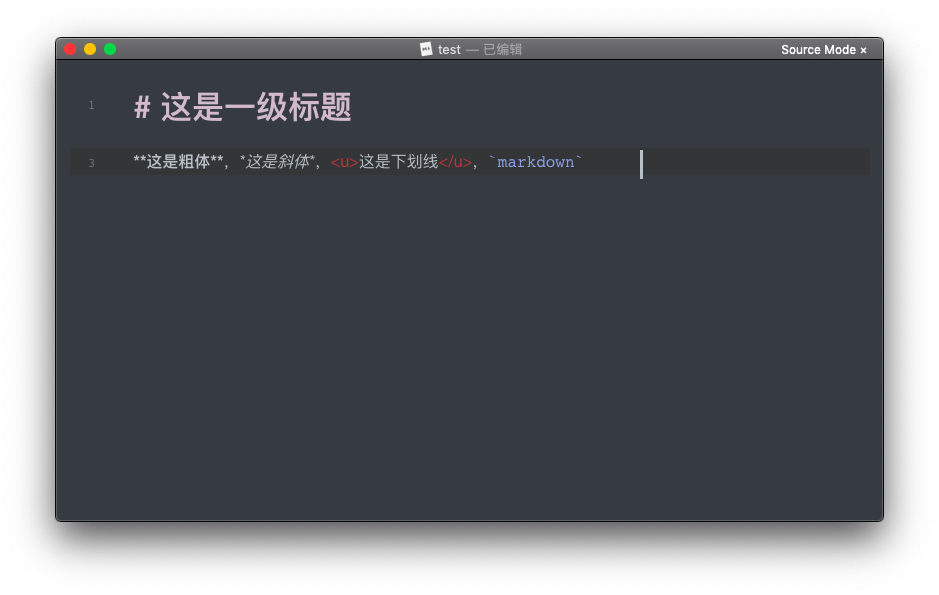 test — 已编辑
Source Mode ×
1 # 这是一级标题
3 **这是粗体**，*这是斜体*，<u>这是下划线</u>，`markdown`